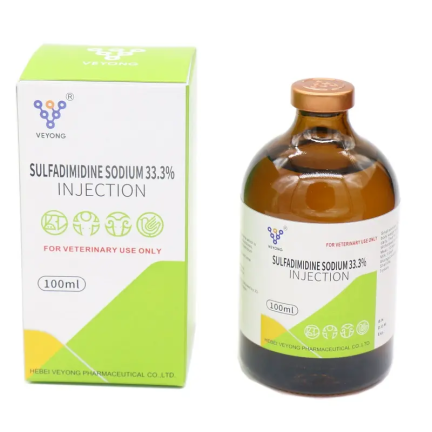 ®
VEYONG
SULFADIMIDINE SODIUM 33.3%
INJECTION
FOR VETERINARY USE ONLY
100ml
HEBEI VEYONG PHARMACEUTICAL CO.,LTD.
VEYONG
FOR VETERINARY USE ONLY
SULFADIMIDINE SODIUM 33.3%
INJECTION
100ml
HEBEI VEYONG PHARMACEUTICAL CO., LTD.